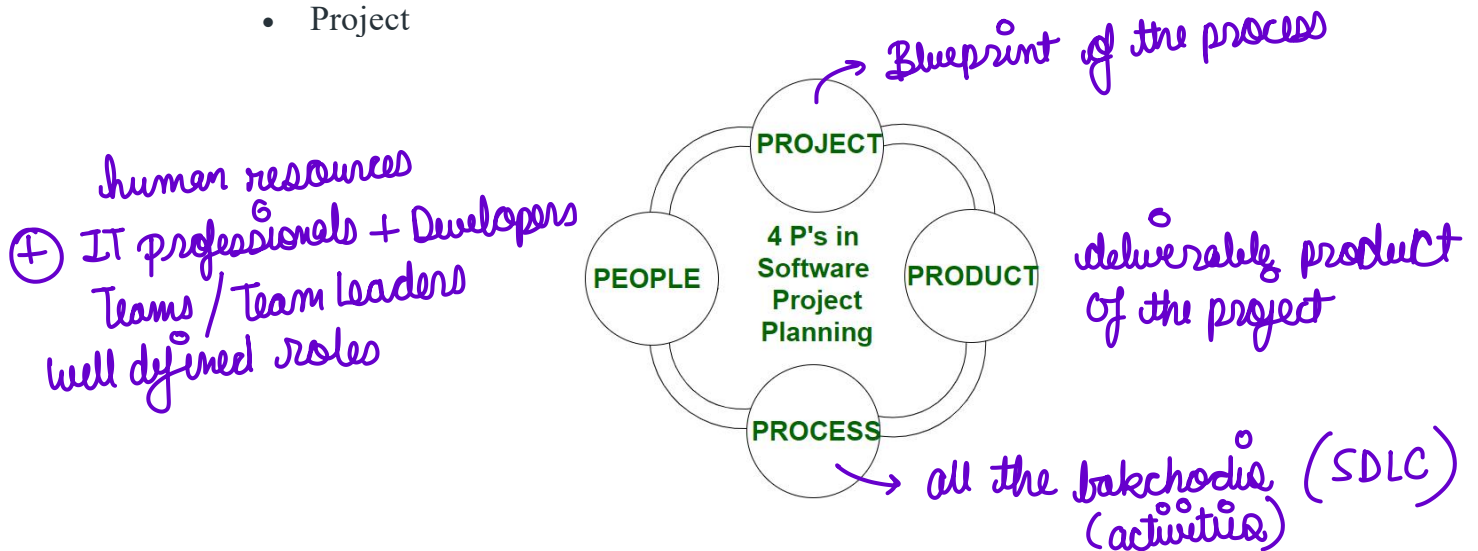 • Project
Blueprint of the process
PROJECT
human resources
+ IT professionals + Developers
Teams / Team Leaders
well defined roles
PEOPLE
4 P's in
Software
Project
Planning
PRODUCT
deliverable product
of the project
PROCESS
all the bakchodis (SDLC)
(activities)